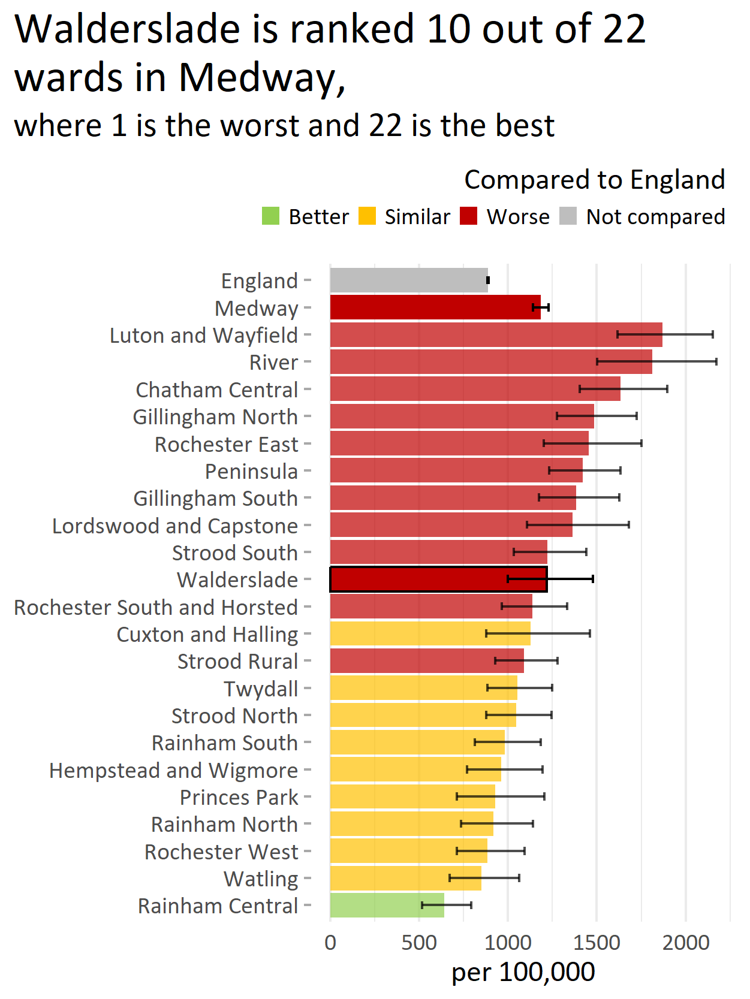 Walderslade is ranked 10 out of 22
wards in Medway,
where 1 is the worst and 22 is the best
Compared to England
Better Similar Worse Not compared
England
Medway
Luton and Wayfield
River
Chatham Central
Gillingham North
Rochester East
Peninsula
Gillingham South
Lordswood and Capstone
Strood South
Walderslade
Rochester South and Horsted
Cuxton and Halling
Strood Rural
Twydall
Strood North
Rainham South
Hempstead and Wigmore
Princes Park
Rainham North
Rochester West
Watling
Rainham Central
0 500 1000 1500 2000
per 100,000